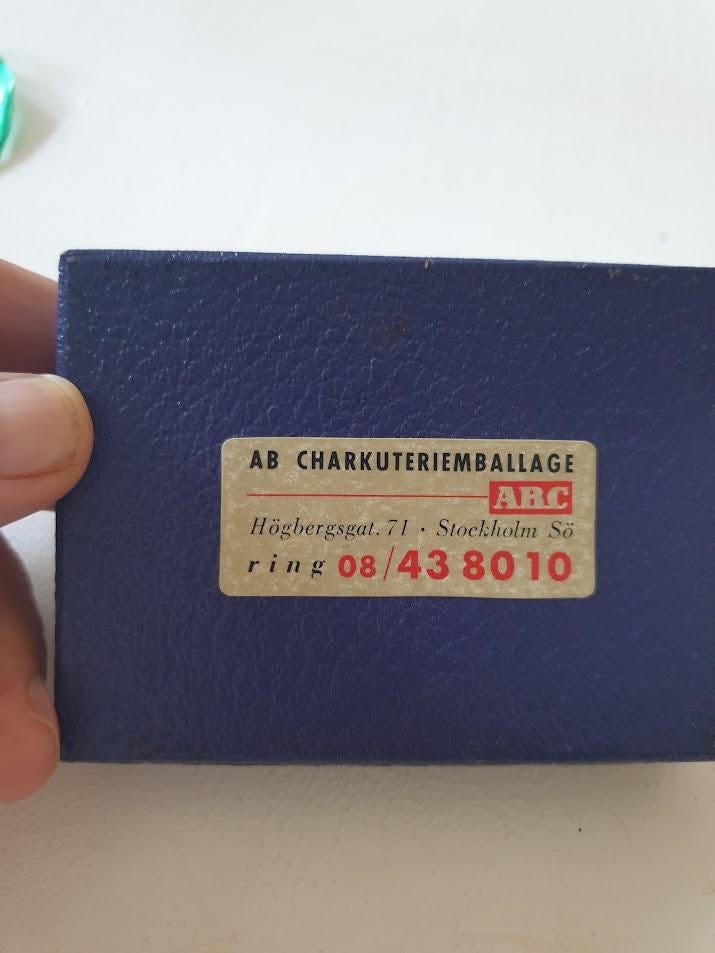 AB CHARKUTERIEMBALLAGE
ABC
Högbergsgat. 71 · Stockholm Sö
ring 08/43 80 10